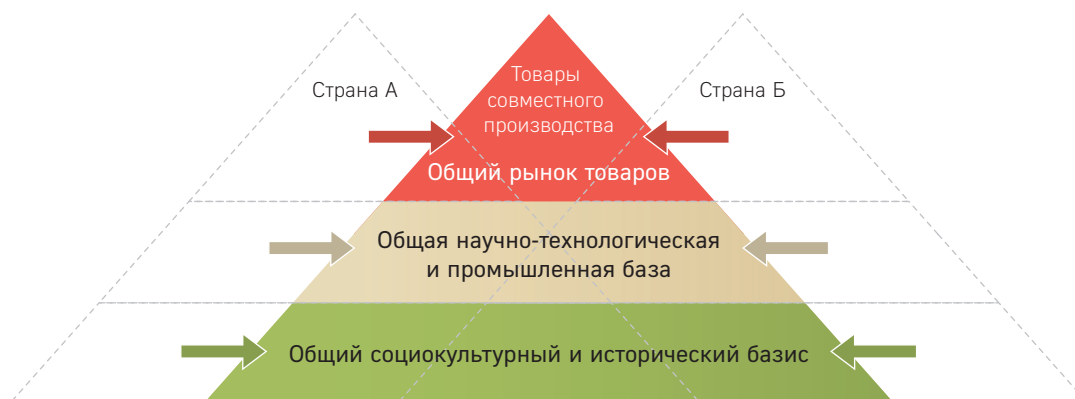 Страна А
Товары
совместного
производства
Страна Б
Общий рынок товаров
Общая научно-технологическая
и промышленная база
Общий социокультурный и исторический базис